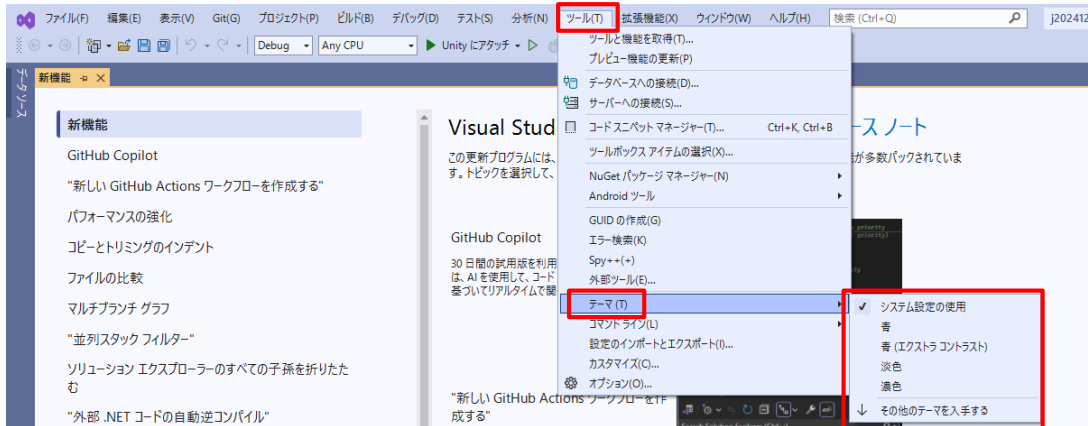 ファイル(F) 編集(E) 表示(V) Git(G) プロジェクト(P) ビルド(B) デバッグ(D) テスト(S) 分析(N) ツール(T) 拡張機能(X) ウィンドウ(W) ヘルプ(H) 検索 (Ctrl+Q) j202412
Debug Any CPU Unity にアタッチ
データ ソース
新機能
新機能
GitHub Copilot
"新しい GitHub Actions ワークフローを作成する"
パフォーマンスの強化
コピーとトリミングのインデント
ファイルの比較
マルチブランチ グラフ
"並列スタック フィルター"
ソリューション エクスプローラーのすべての子孫を折りたた
む
"外部 .NET コードの自動逆コンパイル"
Visual Stud
ース ノート
この更新プログラムには、
が多数パックされていま
す。トピックを選択して、
GitHub Copilot
30 日間の試用版を利用
は、AI を使用して、コード
基づいてリアルタイムで関
"新しい GitHub Actions ワークフローを作
成する"
ツールと機能を取得(T)...
プレビュー機能の更新(P)
データベースへの接続(D)...
サーバーへの接続(S)...
コード スニペット マネージャー(T)... Ctrl+K, Ctrl+B
ツールボックス アイテムの選択(X)...
NuGet パッケージ マネージャー(N)
Android ツール
GUID の作成(G)
エラー検索(K)
Spy++(+)
外部ツール(E)...
テーマ (T)
コマンド ライン(L)
設定のインポートとエクスポート(I)...
カスタマイズ(C)...
オプション(O)...
システム設定の使用
青
青 (エクストラ コントラスト)
淡色
濃色
その他のテーマを入手する